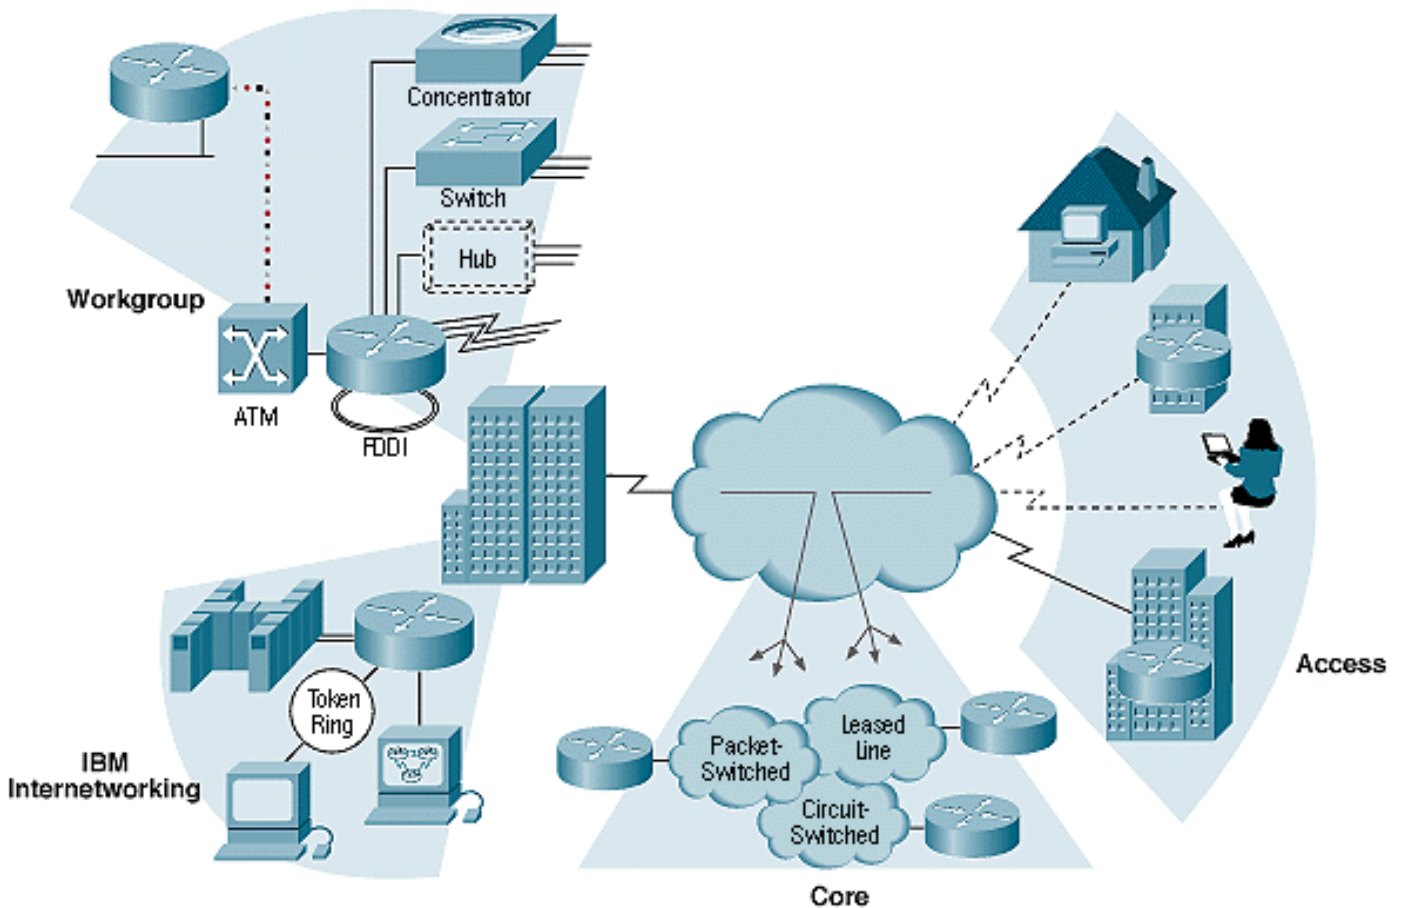 Concentrator
Switch
Hub
Workgroup
ATM
FDDI
Token
Ring
IBM
Internetworking
Access
Leased
Line
Packet-
Switched
Circuit-
Switched
Core